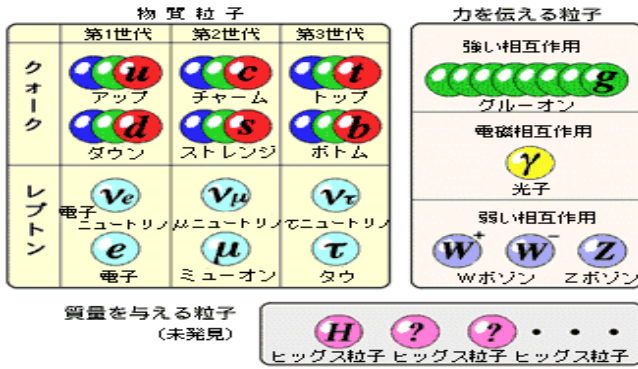 物質粒子
第1世代 第2世代 第3世代
クォーク
u c t
アップ チャーム トップ
d s b
ダウン ストレンジ ボトム
レプトン
νe νμ ντ
電子ニュートリノ μニュートリノ τニュートリノ
e μ τ
電子 ミューオン タウ
力を伝える粒子
強い相互作用
g
グルーオン
電磁相互作用
γ
光子
弱い相互作用
W+ W- Z
Wボゾン Zボゾン
質量を与える粒子
(未発見)
H ? ? ・・・
ヒッグス粒子 ヒッグス粒子 ヒッグス粒子